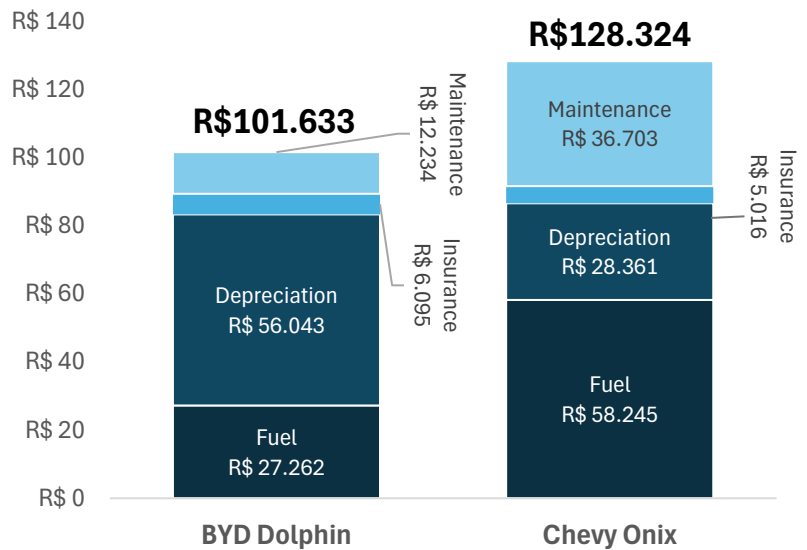 R$ 140
R$ 120
R$ 100
R$ 80
R$ 60
R$ 40
R$ 20
R$ 0
R$101.633
Maintenance
R$ 12.234
Insurance
R$ 6.095
Depreciation
R$ 56.043
Fuel
R$ 27.262
BYD Dolphin
R$128.324
Maintenance
R$ 36.703
Insurance
R$ 5.016
Depreciation
R$ 28.361
Fuel
R$ 58.245
Chevy Onix